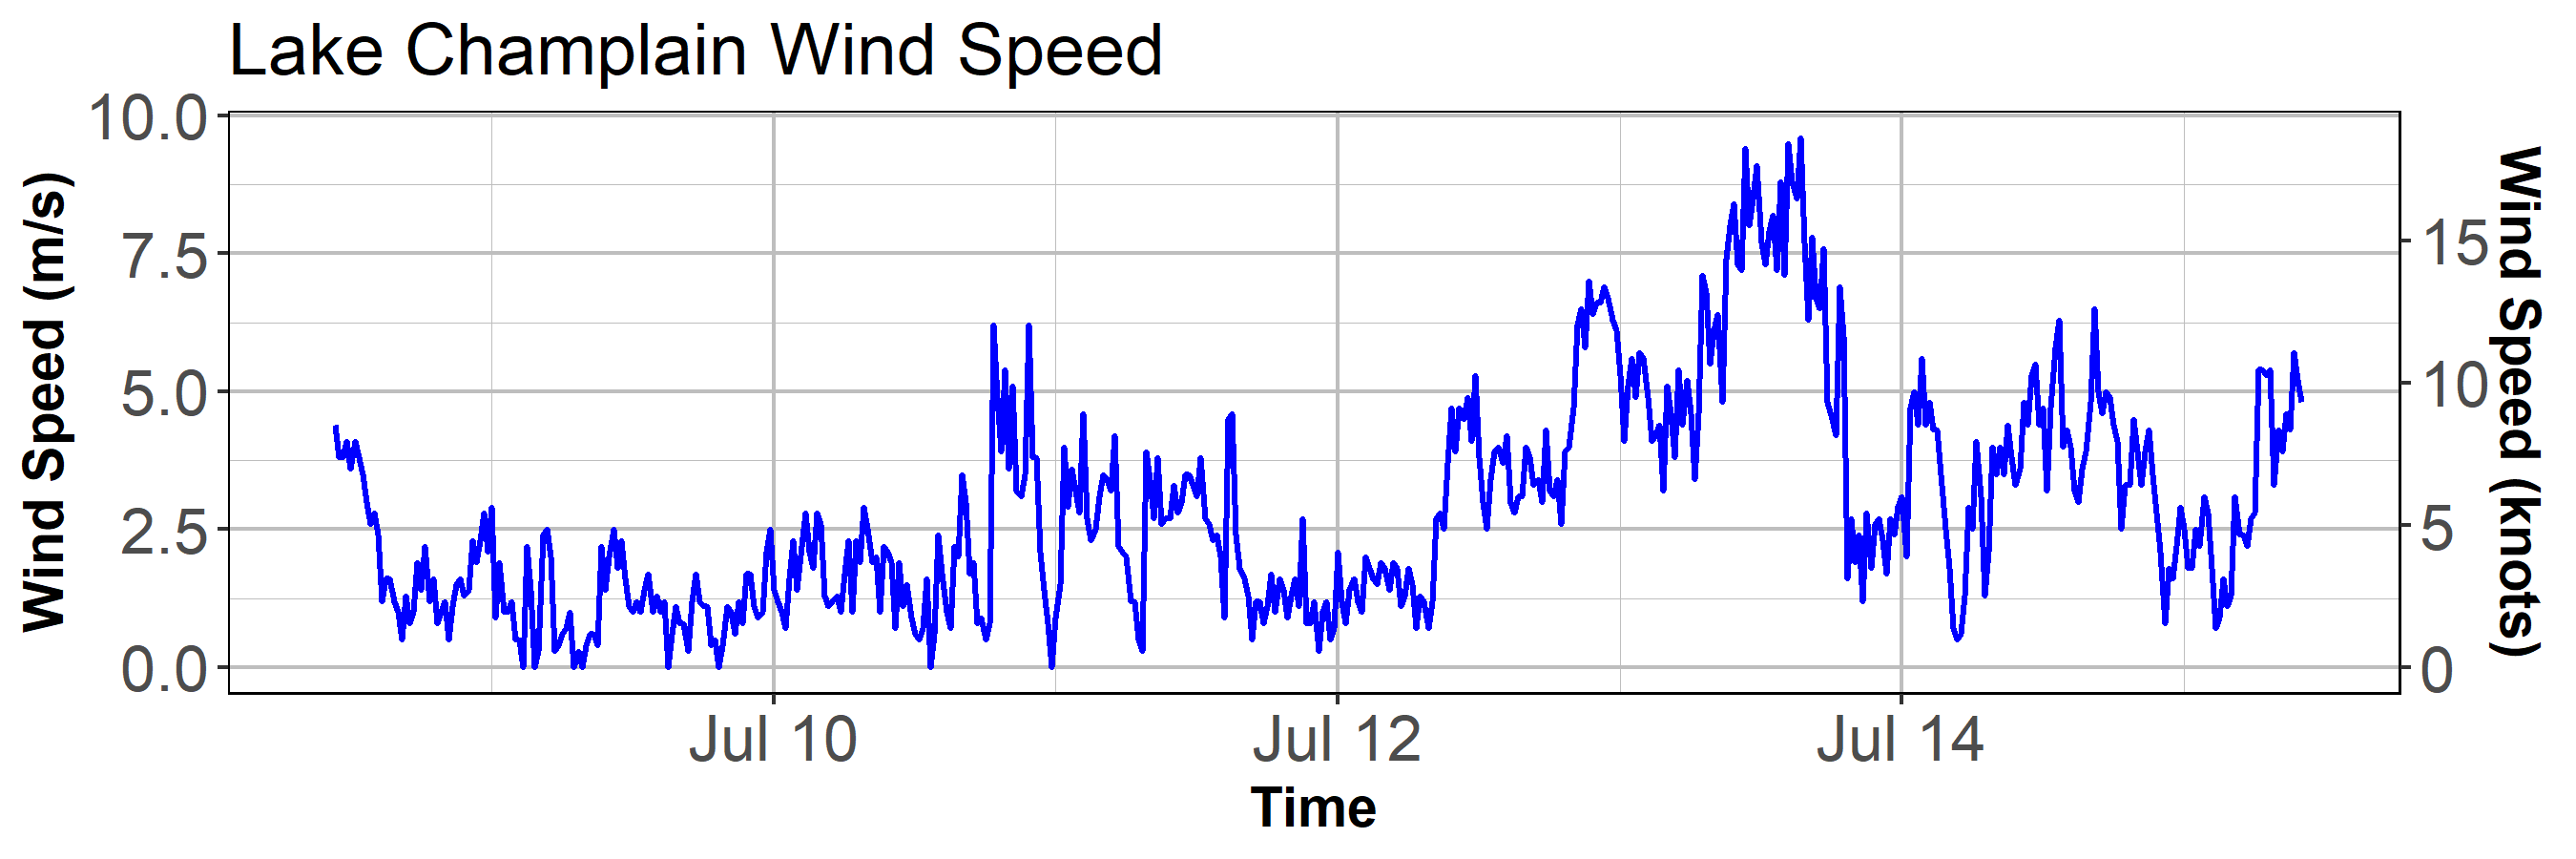 Lake Champlain Wind Speed
Wind Speed (m/s)
10.0
7.5
5.0
2.5
0.0
Wind Speed (knots)
15
10
5
0
Jul 10
Jul 12
Jul 14
Time